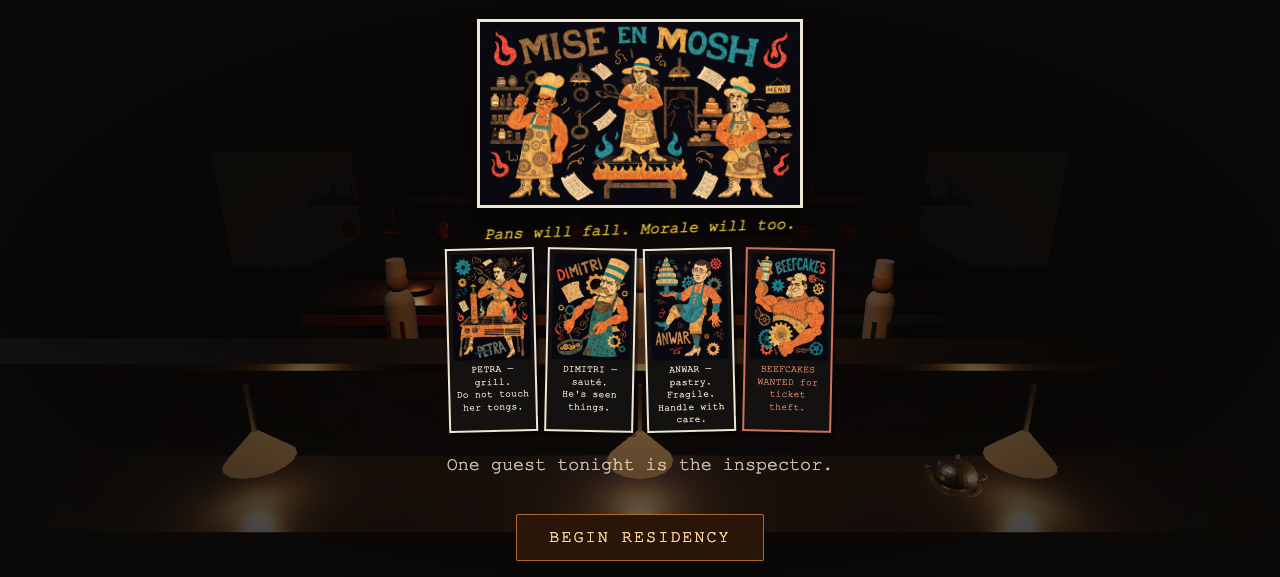 MISE EN MOSH
MENU
Pans will fall. Morale will too.
PETRA
PETRA —
grill.
Do not touch
her tongs.
DIMITRI
DIMITRI —
sauté.
He's seen
things.
ANWAR
ANWAR —
pastry.
Fragile.
Handle with
care.
BEEFCAKES
BEEFCAKES
WANTED for
ticket
theft.
One guest tonight is the inspector.
BEGIN RESIDENCY